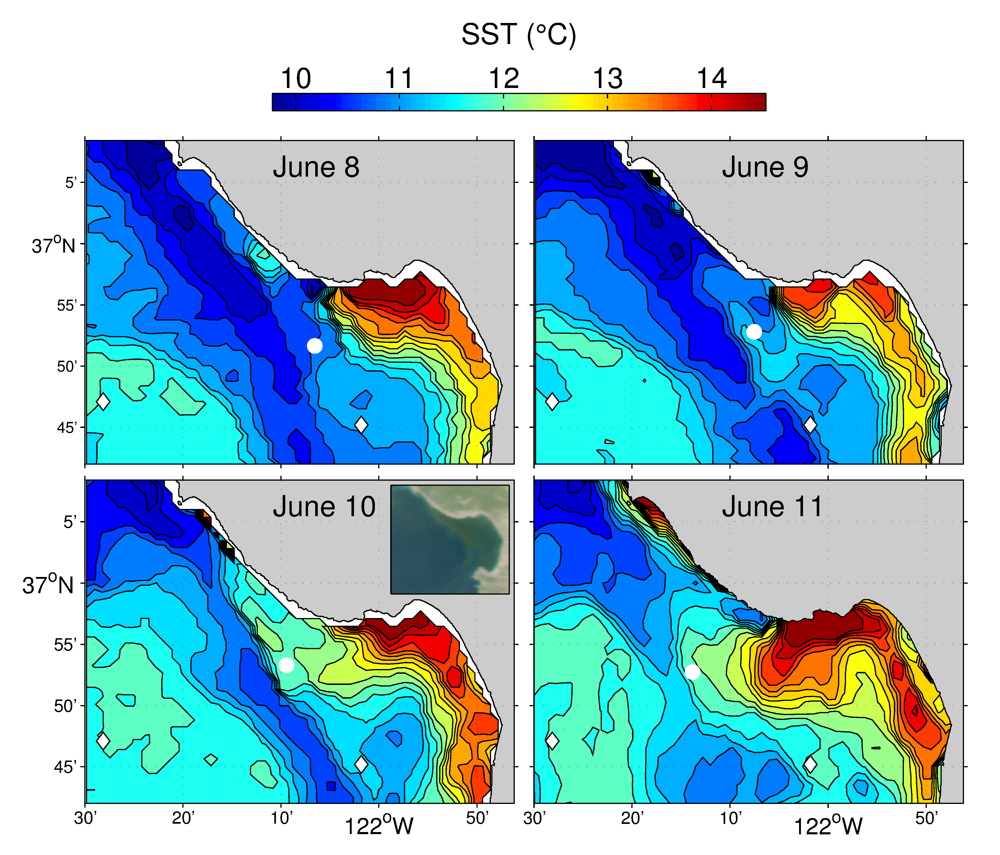 SST (°C)
10 11 12 13 14
June 8
June 9
5’
37°N
55’
50’
45’
June 10
June 11
5’
37°N
55’
50’
45’
30’ 20’ 10’ 122°W 50’ 30’ 20’ 10’ 122°W 50’